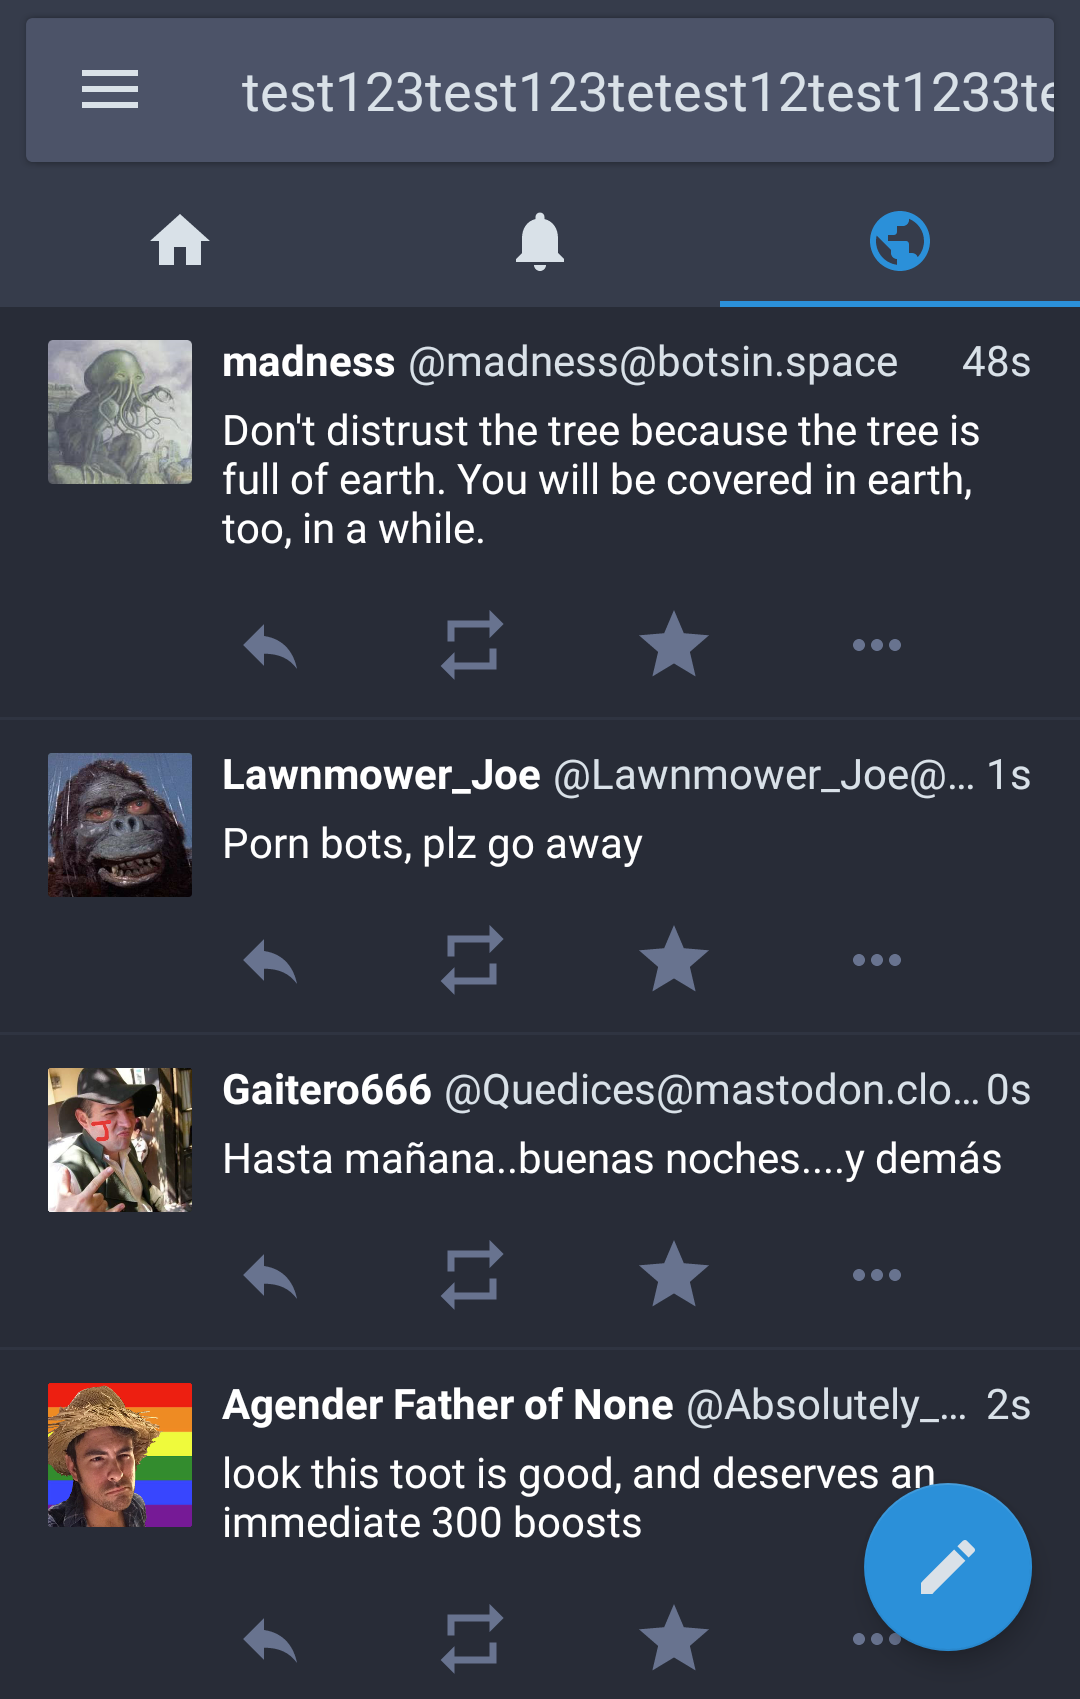 test123test123tetest12test1233te
madness @madness@botsin.space 48s
Don't distrust the tree because the tree is
full of earth. You will be covered in earth,
too, in a while.
Lawnmower_Joe @Lawnmower_Joe@... 1s
Porn bots, plz go away
Gaitero666 @Quedices@mastodon.clo... 0s
Hasta mañana..buenas noches....y demás
Agender Father of None @Absolutely_... 2s
look this toot is good, and deserves an
immediate 300 boosts